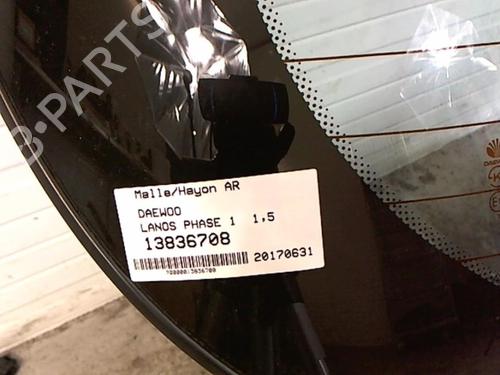 B-PARTS
Malle/Hayon AR
DAEWOO
LANOS PHASE 1 1,5
13836708
20170631